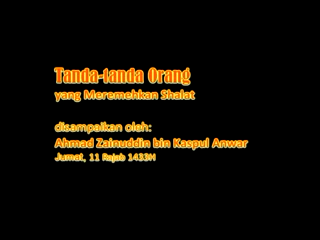 Tanda-tanda Orang
yang Meremehkan Shalat
disampaikan oleh:
Ahmad Zainuddin bin Kaspul Anwar
Jumat, 11 Rajab 1433H